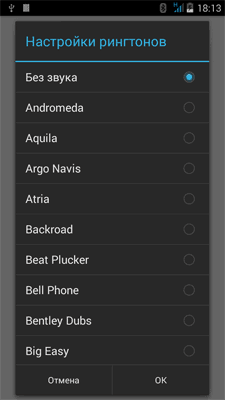 18:13
Настройки рингтонов
Без звука
Andromeda
Aquila
Argo Navis
Atria
Backroad
Beat Plucker
Bell Phone
Bentley Dubs
Big Easy
Отмена
OK